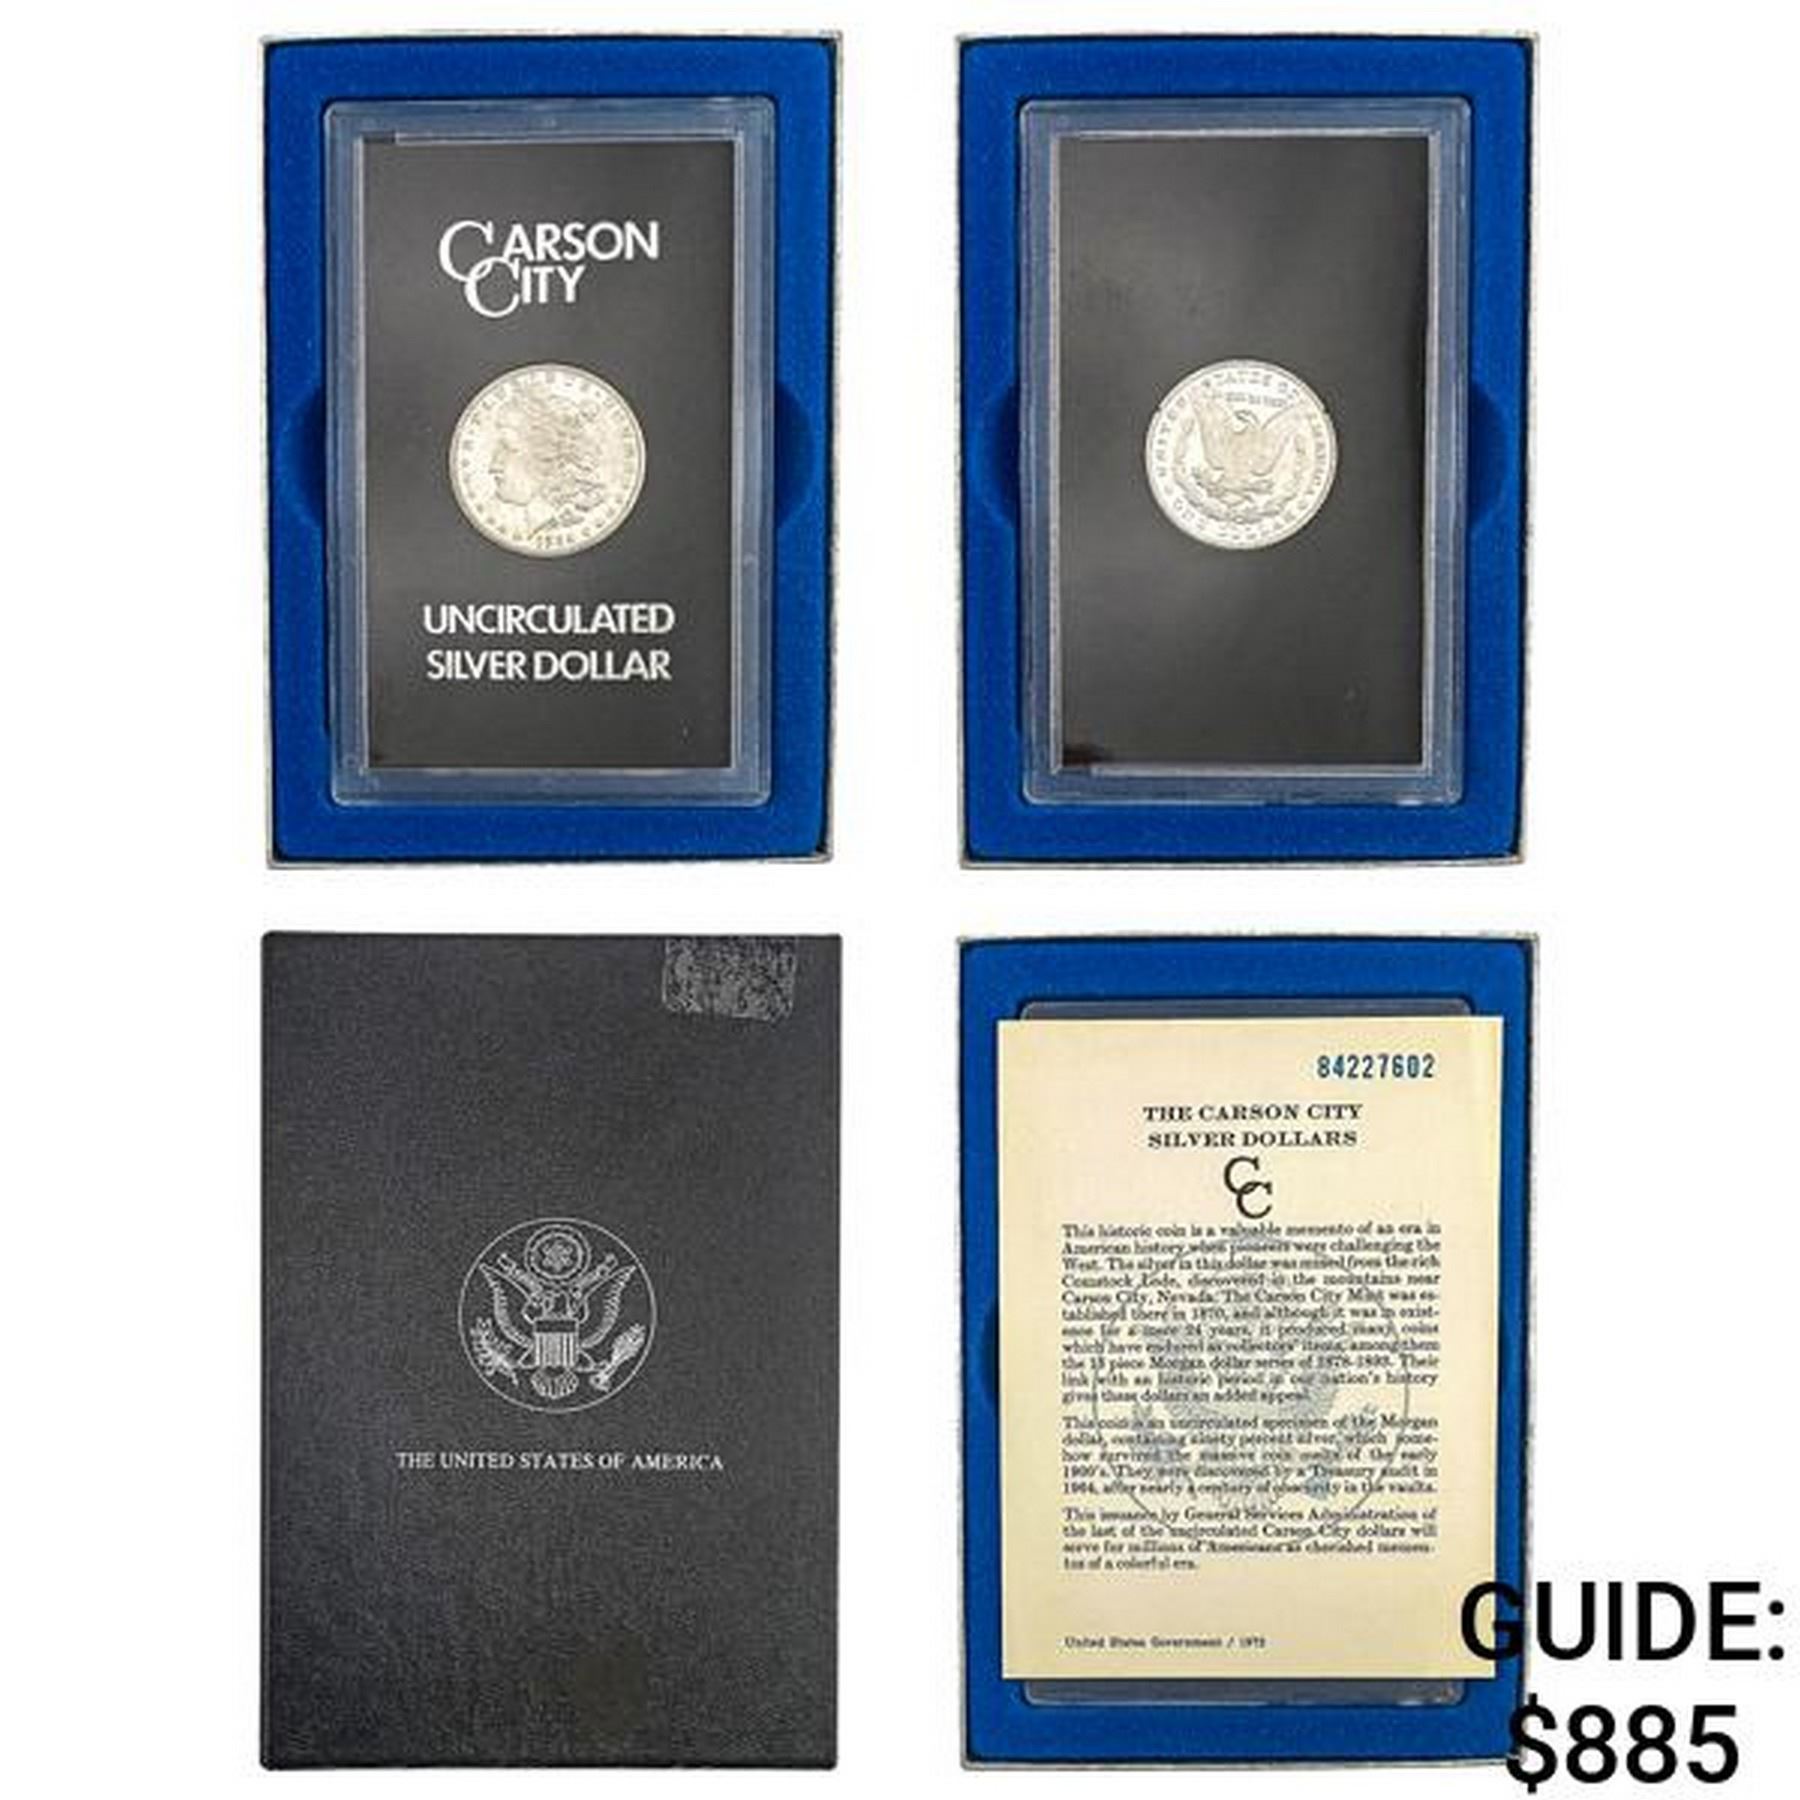 CARSON
CITY
UNCIRCULATED
SILVER DOLLAR
THE UNITED STATES OF AMERICA
84227602
THE CARSON CITY
SILVER DOLLARS
CC
This historic coin is a valuable memento of an era in
American history when pioneers were challenging the
West. The silver in this dollar was mined from the rich
Comstock Lode, discovered in the mountains near
Carson City, Nevada. The Carson City Mint was es-
tablished there in 1870, and although it was in exist-
ence for a mere 24 years, it produced many coins
which have endured as collectors' items, among them
the 13 piece Morgan dollar series of 1878-1893. Their
link with an historic period in our nation's history
gives these dollars an added appeal.
This coin is an uncirculated specimen of the Morgan
dollar, containing ninety percent silver, which some-
how survived the massive coin melts of the early
1900's. They were discovered by a Treasury audit in
1964, after nearly a century of obscurity in the vaults.
This issuance by General Services Administration of
the last of the uncirculated Carson City dollars will
serve for millions of Americans as cherished memen-
tos of a colorful era.
United States Government / 1972
GUIDE:
$885